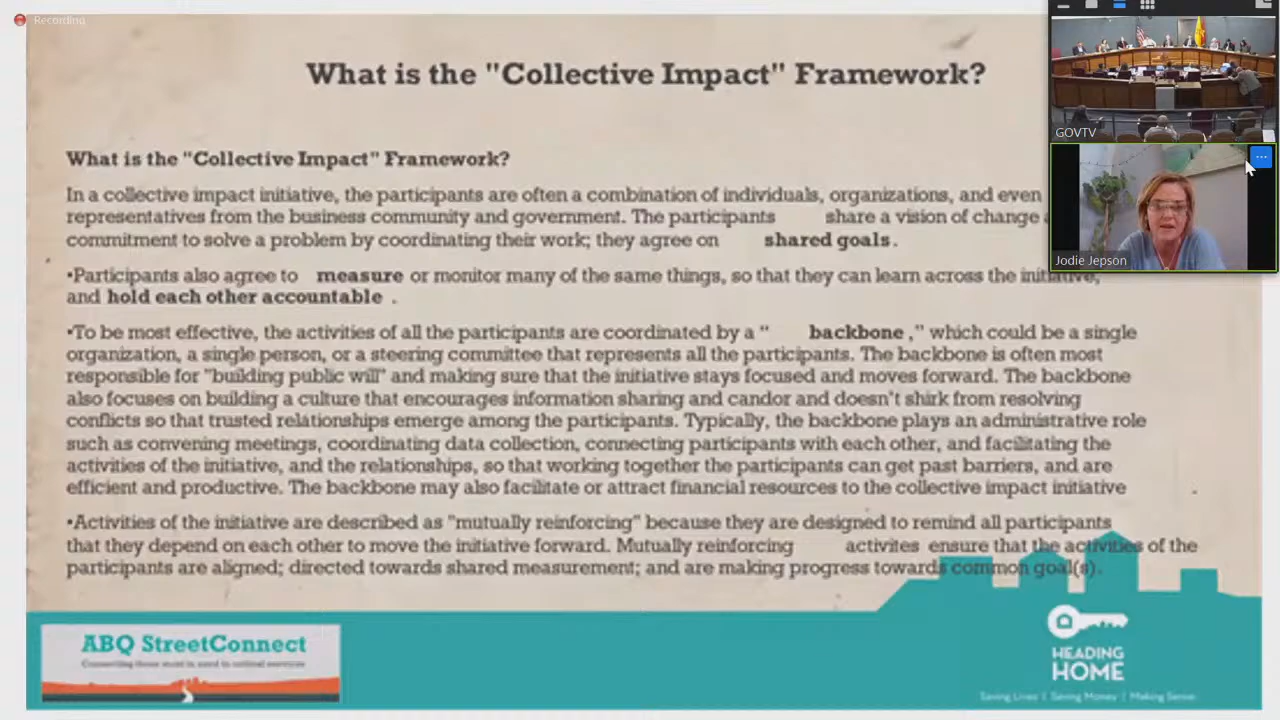 Recording
What is the "Collective Impact" Framework?
GOVTV
Jodie Jepson
What is the "Collective Impact" Framework?
In a collective impact initiative, the participants are often a combination of individuals, organizations, and even
representatives from the business community and government. The participants share a vision of change
commitment to solve a problem by coordinating their work; they agree on shared goals.
•Participants also agree to measure or monitor many of the same things, so that they can learn across the initiative,
and hold each other accountable .
•To be most effective, the activities of all the participants are coordinated by a " backbone ," which could be a single
organization, a single person, or a steering committee that represents all the participants. The backbone is often most
responsible for "building public will" and making sure that the initiative stays focused and moves forward. The backbone
also focuses on building a culture that encourages information sharing and candor and doesn't shirk from resolving
conflicts so that trusted relationships emerge among the participants. Typically, the backbone plays an administrative role
such as convening meetings, coordinating data collection, connecting participants with each other, and facilitating the
activities of the initiative, and the relationships, so that working together the participants can get past barriers, and are
efficient and productive. The backbone may also facilitate or attract financial resources to the collective impact initiative
•Activities of the initiative are described as "mutually reinforcing" because they are designed to remind all participants
that they depend on each other to move the initiative forward. Mutually reinforcing activites ensure that the activities of the
participants are aligned; directed towards shared measurement; and are making progress towards common goal(s).
ABQ StreetConnect
Connecting those most in need to critical services
HEADING
HOME
Saving Lives | Saving Money | Making Sense